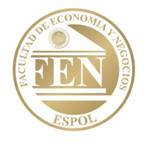 FACULTAD DE ECONOMIA Y NEGOCIOS
FEN
ESPOL